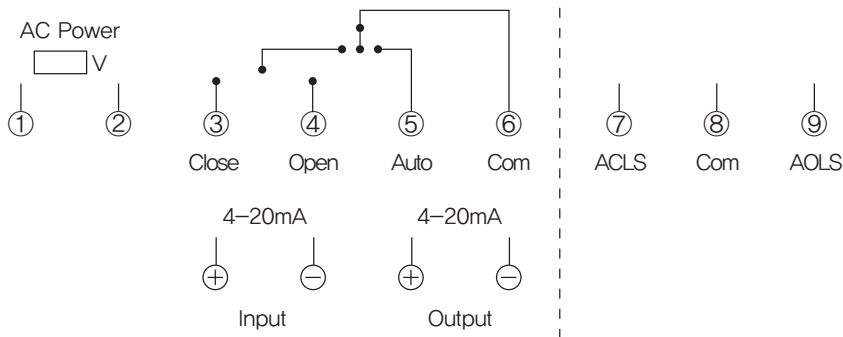 AC Power
V
① ② ③ ④ ⑤ ⑥ ⑦ ⑧ ⑨
Close Open Auto Com ACLS Com AOLS
4-20mA 4-20mA
+ − + −
Input Output